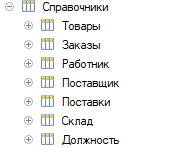 Справочники
Товары
Заказы
Работник
Поставщик
Поставки
Склад
Должность